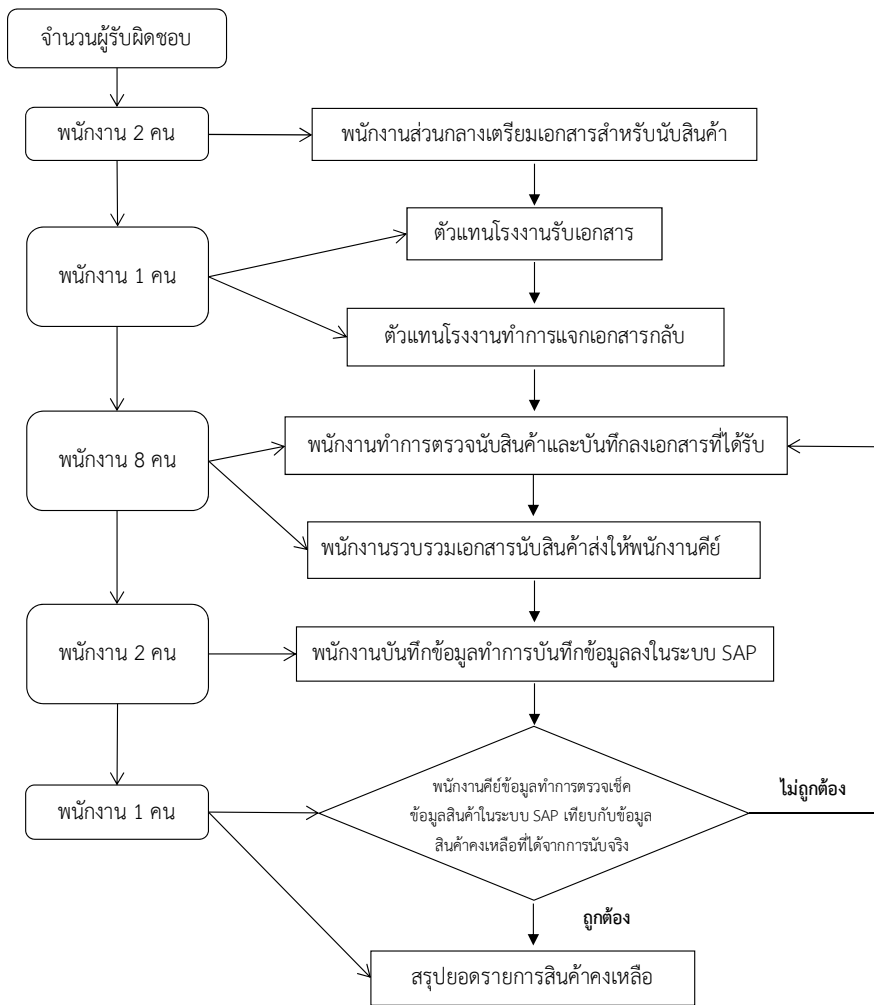 จำนวนผู้รับผิดชอบ
พนักงาน 2 คน
พนักงานส่วนกลางเตรียมเอกสารสำหรับนับสินค้า
ตัวแทนโรงงานรับเอกสาร
พนักงาน 1 คน
ตัวแทนโรงงานทำการแจกเอกสารกลับ
พนักงานทำการตรวจนับสินค้าและบันทึกลงเอกสารที่ได้รับ
พนักงาน 8 คน
พนักงานรวบรวมเอกสารนับสินค้าส่งให้พนักงานคีย์
พนักงาน 2 คน
พนักงานบันทึกข้อมูลทำการบันทึกข้อมูลลงในระบบ SAP
พนักงาน 1 คน
พนักงานคีย์ข้อมูลทำการตรวจเช็ค
ข้อมูลสินค้าในระบบ SAP เทียบกับข้อมูล
สินค้าคงเหลือที่ได้จากการนับจริง
ไม่ถูกต้อง
ถูกต้อง
สรุปยอดรายการสินค้าคงเหลือ